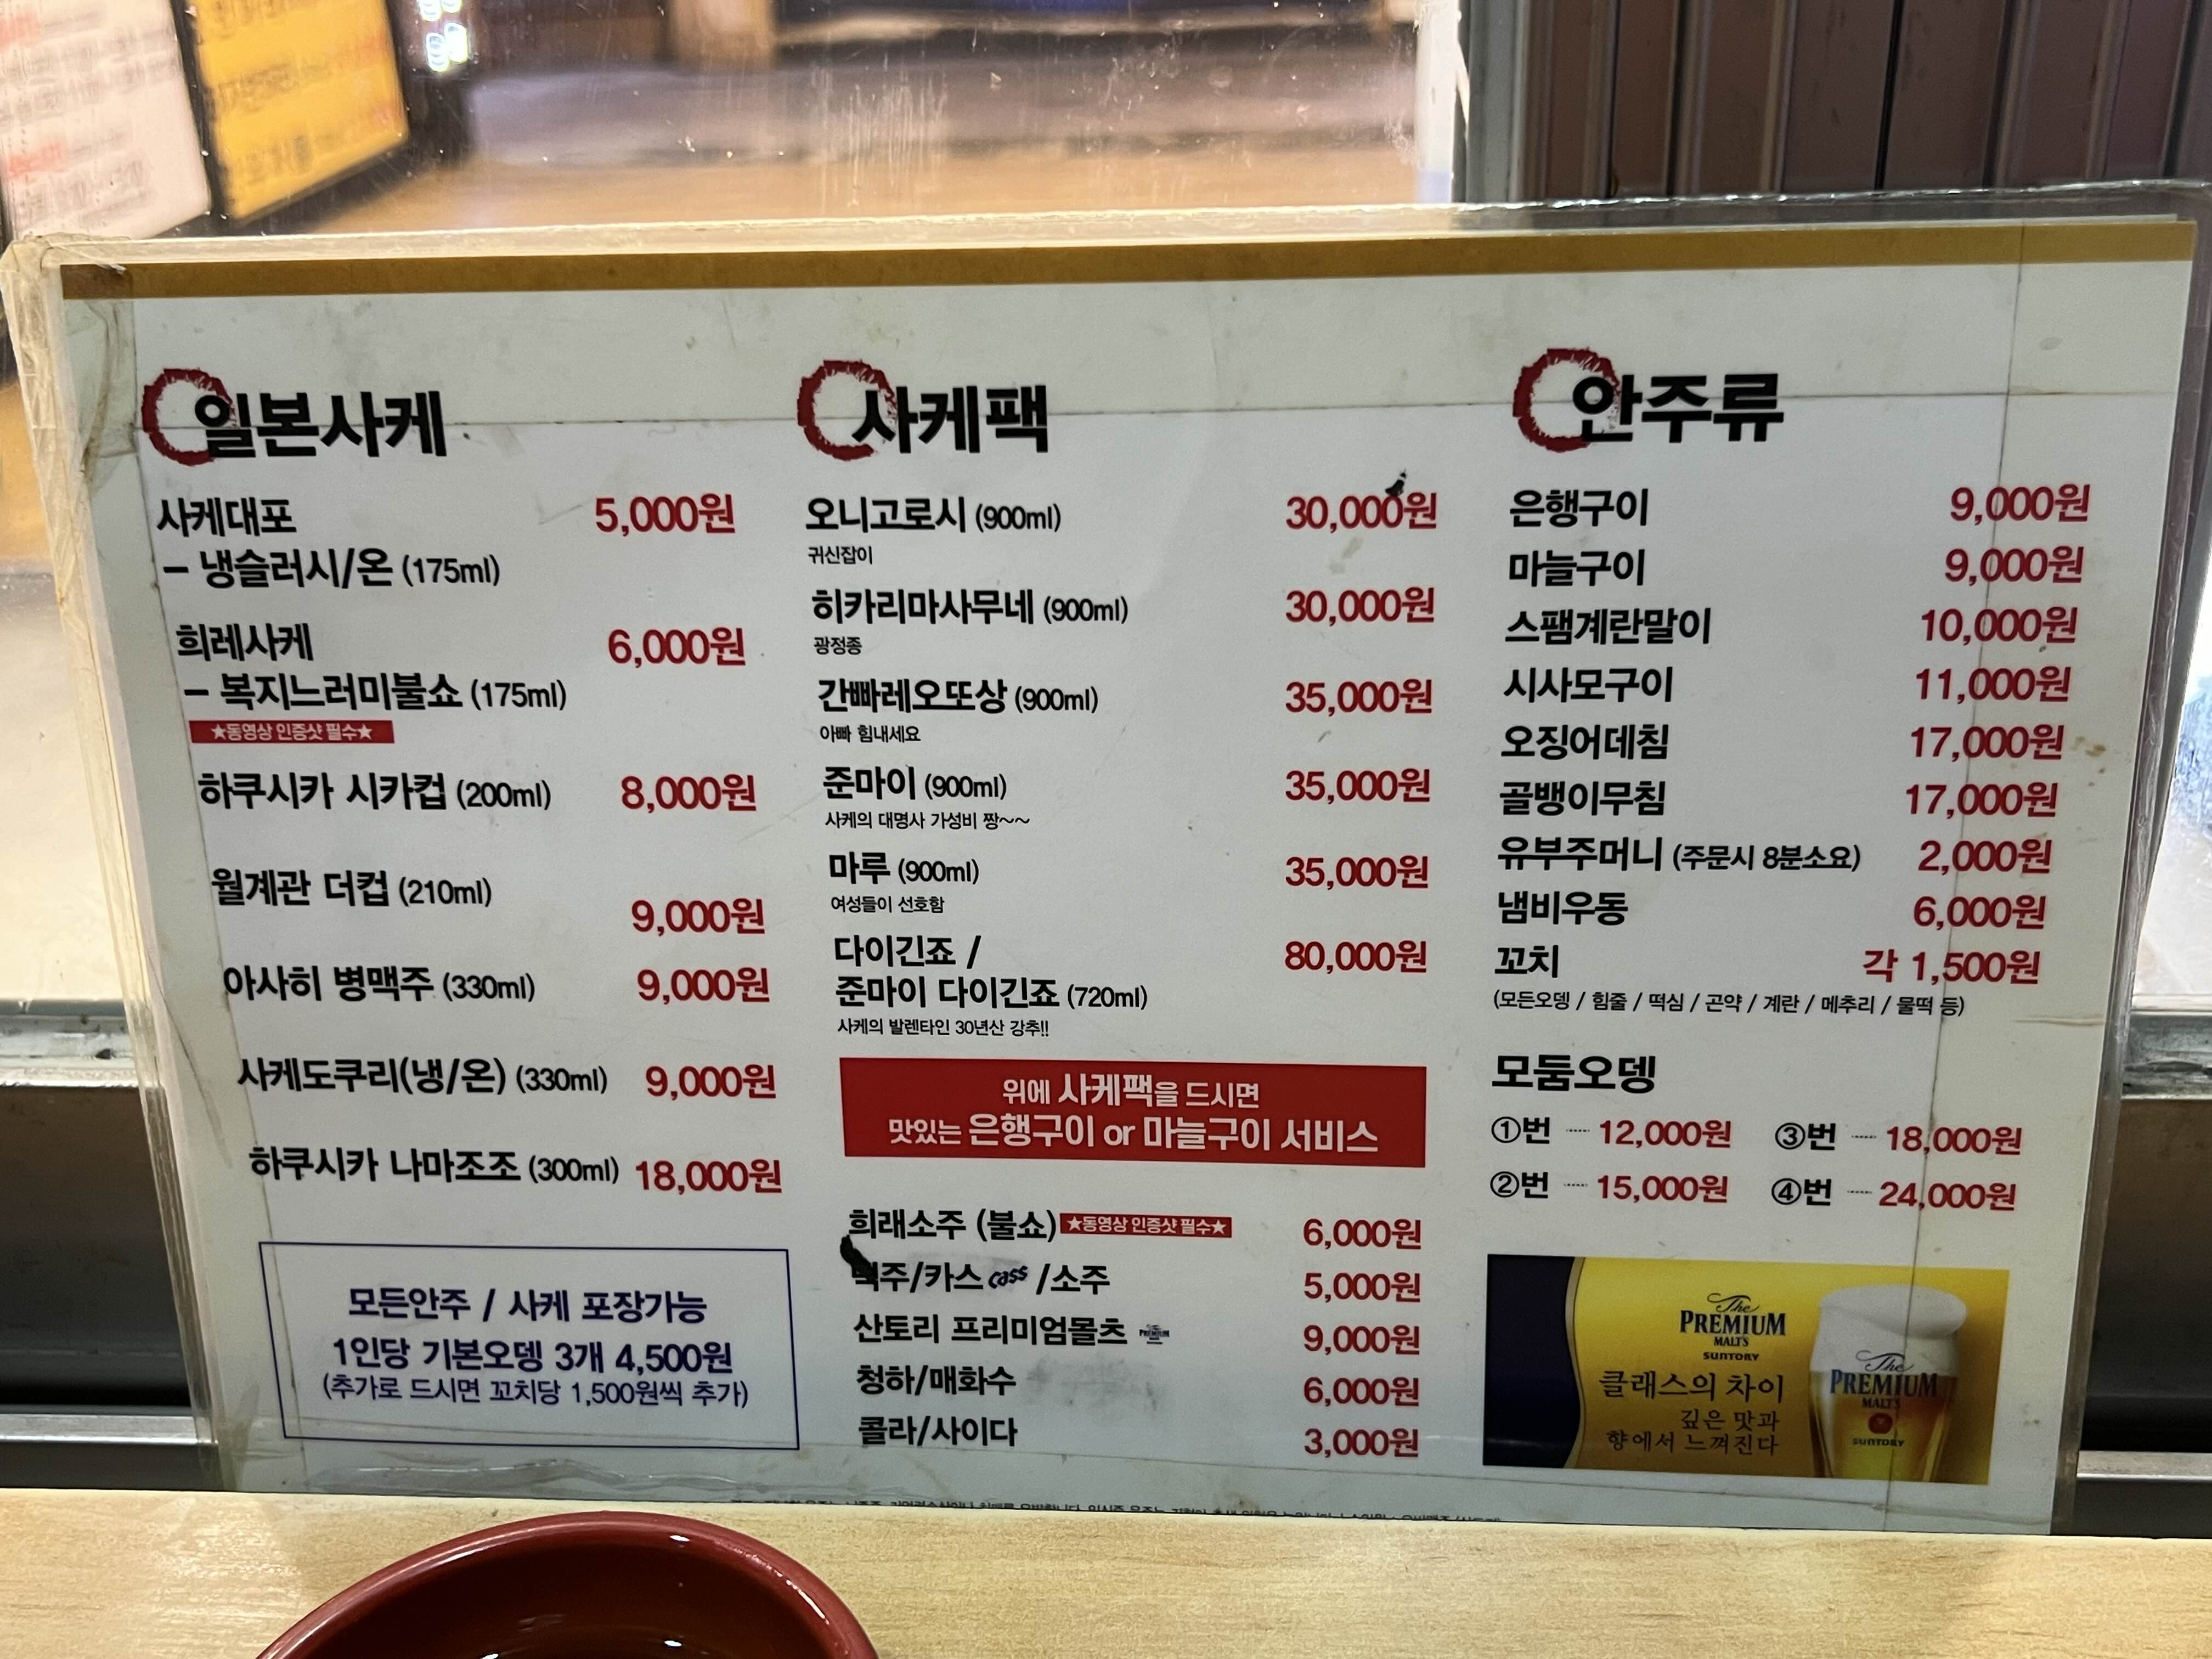 일본사케
사케대포 5,000원
– 냉슬러시/온 (175ml)
희레사케 6,000원
– 복지느러미불쇼 (175ml)
★동영상 인증샷 필수★
하쿠시카 시카컵 (200ml) 8,000원
월계관 더컵 (210ml) 9,000원
아사히 병맥주 (330ml) 9,000원
사케도쿠리(냉/온) (330ml) 9,000원
하쿠시카 나마조조 (300ml) 18,000원
모든안주 / 사케 포장가능
1인당 기본오뎅 3개 4,500원
(추가로 드시면 꼬치당 1,500원씩 추가)
사케팩
오니고로시 (900ml) 30,000원
귀신잡이
히카리마사무네 (900ml) 30,000원
광정종
간빠레오또상 (900ml) 35,000원
아빠 힘내세요
준마이 (900ml) 35,000원
사케의 대명사 가성비 짱~~
마루 (900ml) 35,000원
여성들이 선호함
다이긴죠 / 80,000원
준마이 다이긴죠 (720ml)
사케의 발렌타인 30년산 강추!!
위에 사케팩을 드시면
맛있는 은행구이 or 마늘구이 서비스
희래소주 (불쇼) ★동영상 인증샷 필수★ 6,000원
맥주/카스 cass /소주 5,000원
산토리 프리미엄몰츠 PREMIUM 9,000원
청하/매화수 6,000원
콜라/사이다 3,000원
안주류
은행구이 9,000원
마늘구이 9,000원
스팸계란말이 10,000원
시사모구이 11,000원
오징어데침 17,000원
골뱅이무침 17,000원
유부주머니 (주문시 8분소요) 2,000원
냄비우동 6,000원
꼬치 각 1,500원
(모든오뎅 / 힘줄 / 떡심 / 곤약 / 계란 / 메추리 / 물떡 등)
모둠오뎅
①번 ····· 12,000원 ③번 ····· 18,000원
②번 ····· 15,000원 ④번 ····· 24,000원
The
PREMIUM
MALT'S
SUNTORY
클래스의 차이
깊은 맛과
향에서 느껴진다
The
PREMIUM
MALT'S
SUNTORY